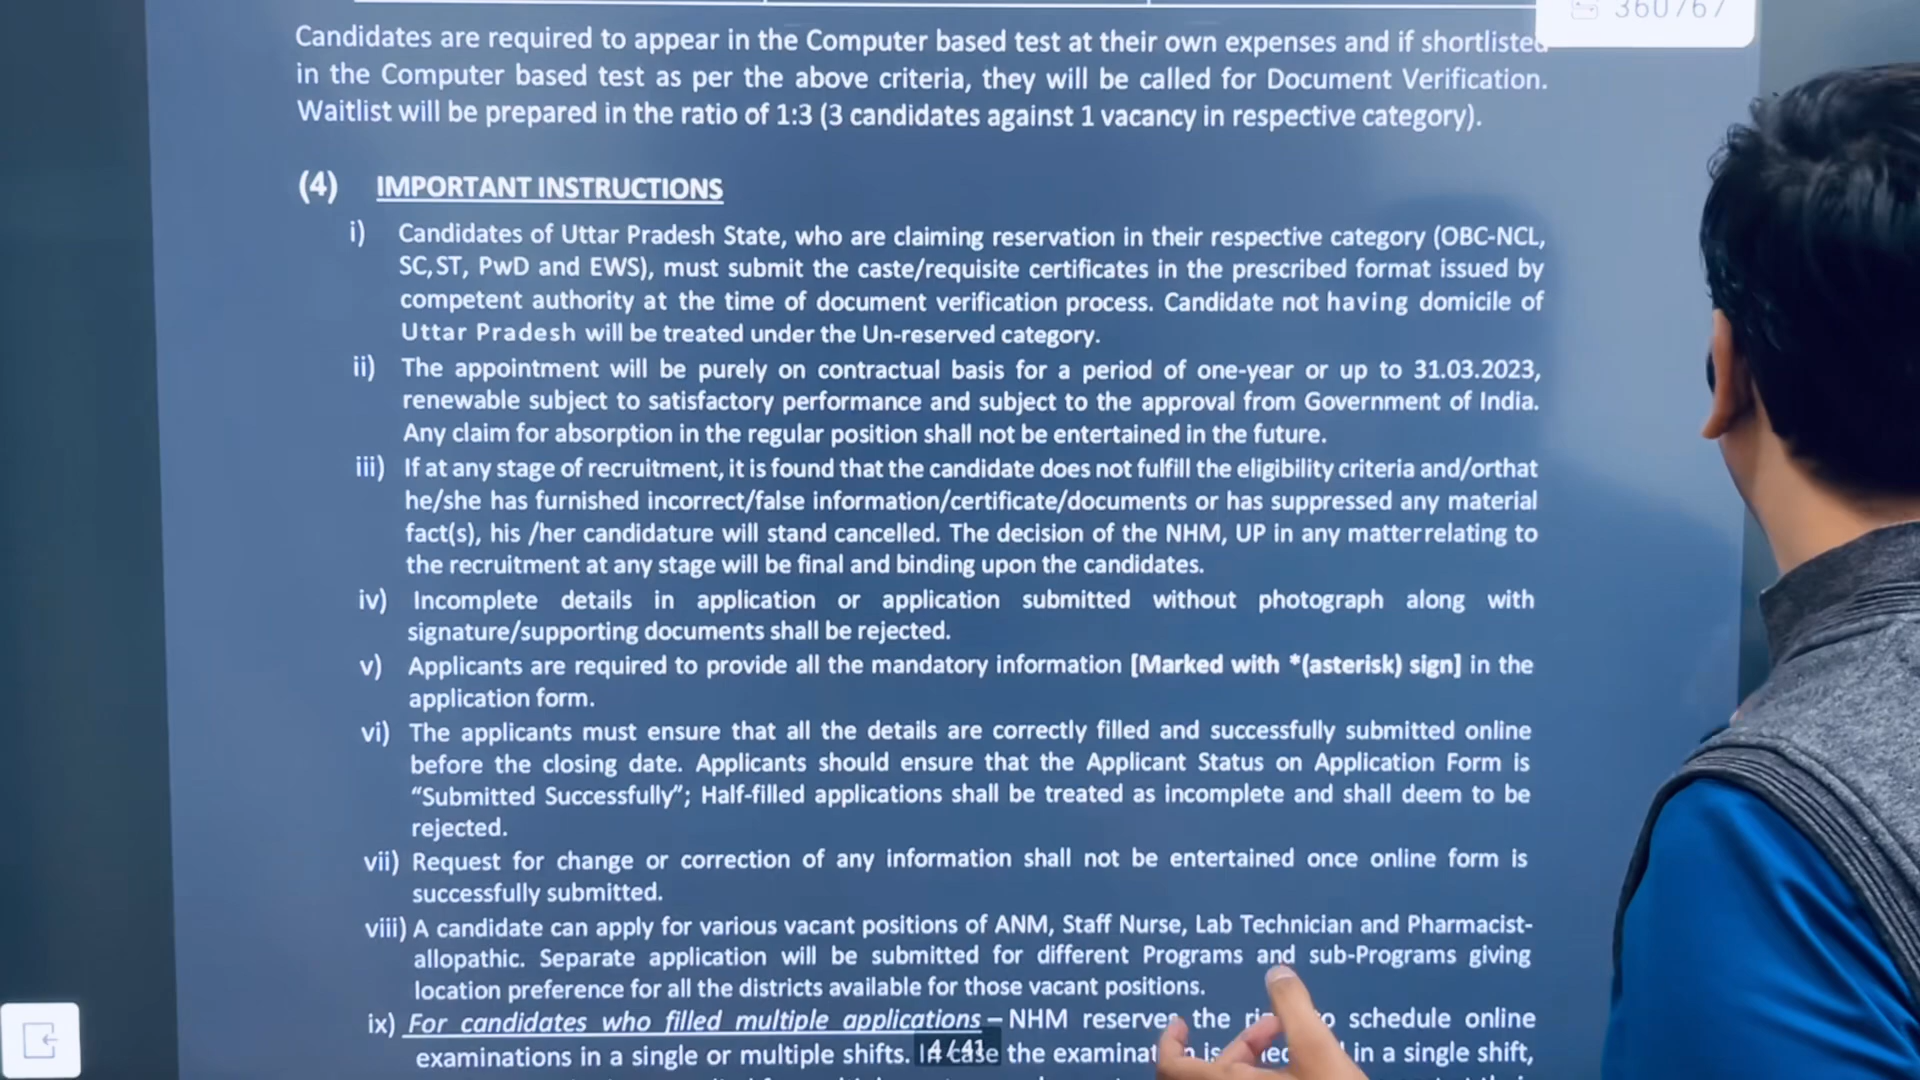 360767
Candidates are required to appear in the Computer based test at their own expenses and if shortlisted
in the Computer based test as per the above criteria, they will be called for Document Verification.
Waitlist will be prepared in the ratio of 1:3 (3 candidates against 1 vacancy in respective category).
(4) IMPORTANT INSTRUCTIONS
i) Candidates of Uttar Pradesh State, who are claiming reservation in their respective category (OBC-NCL,
SC, ST, PwD and EWS), must submit the caste/requisite certificates in the prescribed format issued by
competent authority at the time of document verification process. Candidate not having domicile of
Uttar Pradesh will be treated under the Un-reserved category.
ii) The appointment will be purely on contractual basis for a period of one-year or up to 31.03.2023,
renewable subject to satisfactory performance and subject to the approval from Government of India.
Any claim for absorption in the regular position shall not be entertained in the future.
iii) If at any stage of recruitment, it is found that the candidate does not fulfill the eligibility criteria and/orthat
he/she has furnished incorrect/false information/certificate/documents or has suppressed any material
fact(s), his /her candidature will stand cancelled. The decision of the NHM, UP in any matterrelating to
the recruitment at any stage will be final and binding upon the candidates.
iv) Incomplete details in application or application submitted without photograph along with
signature/supporting documents shall be rejected.
v) Applicants are required to provide all the mandatory information [Marked with *(asterisk) sign] in the
application form.
vi) The applicants must ensure that all the details are correctly filled and successfully submitted online
before the closing date. Applicants should ensure that the Applicant Status on Application Form is
“Submitted Successfully”; Half-filled applications shall be treated as incomplete and shall deem to be
rejected.
vii) Request for change or correction of any information shall not be entertained once online form is
successfully submitted.
viii) A candidate can apply for various vacant positions of ANM, Staff Nurse, Lab Technician and Pharmacist-
allopathic. Separate application will be submitted for different Programs and sub-Programs giving
location preference for all the districts available for those vacant positions.
ix) For candidates who filled multiple applications – NHM reserves the to schedule online
examinations in a single or multiple shifts. the in a single shift,
4/41